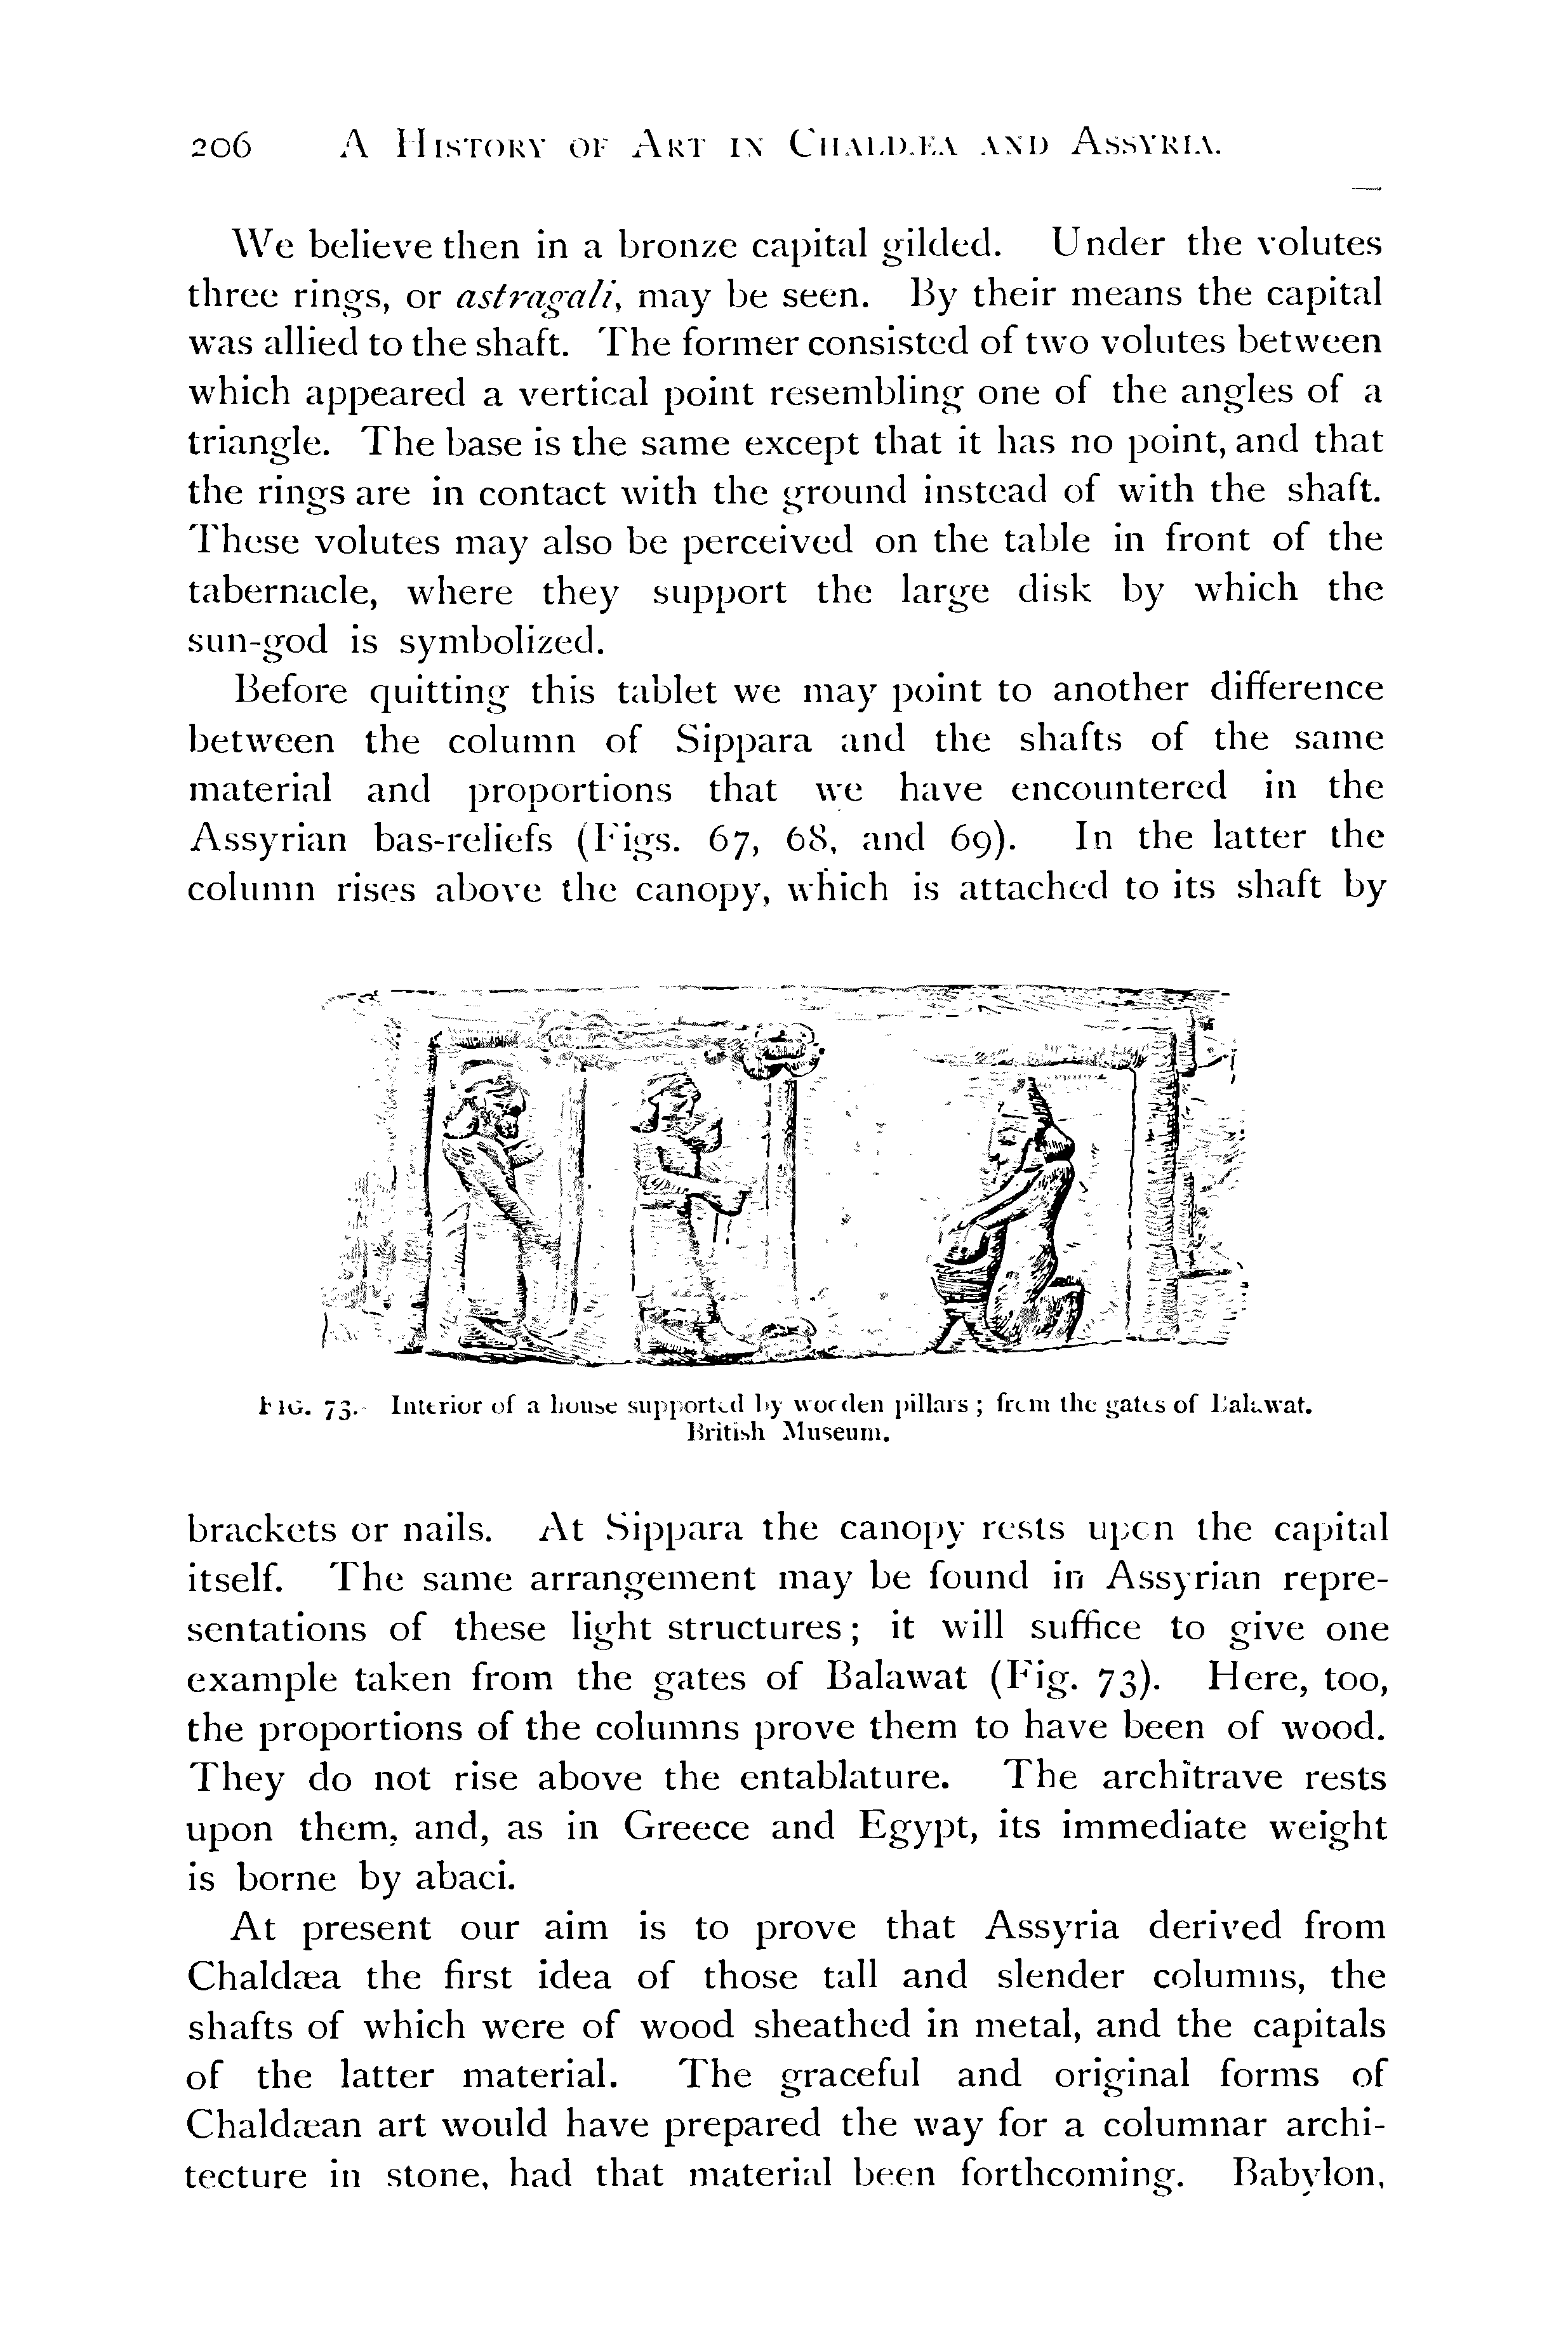 206 A History of Art in Chaldæa and Assyria.
We believe then in a bronze capital gilded. Under the volutes
three rings, or astragali, may be seen. By their means the capital
was allied to the shaft. The former consisted of two volutes between
which appeared a vertical point resembling one of the angles of a
triangle. The base is the same except that it has no point, and that
the rings are in contact with the ground instead of with the shaft.
These volutes may also be perceived on the table in front of the
tabernacle, where they support the large disk by which the
sun-god is symbolized.
Before quitting this tablet we may point to another difference
between the column of Sippara and the shafts of the same
material and proportions that we have encountered in the
Assyrian bas-reliefs (Figs. 67, 68, and 69). In the latter the
column rises above the canopy, which is attached to its shaft by
Fig. 73.- Interior of a house supported by wooden pillars ; from the gates of Balawat.
British Museum.
brackets or nails. At Sippara the canopy rests upon the capital
itself. The same arrangement may be found in Assyrian repre-
sentations of these light structures ; it will suffice to give one
example taken from the gates of Balawat (Fig. 73). Here, too,
the proportions of the columns prove them to have been of wood.
They do not rise above the entablature. The architrave rests
upon them, and, as in Greece and Egypt, its immediate weight
is borne by abaci.
At present our aim is to prove that Assyria derived from
Chaldæa the first idea of those tall and slender columns, the
shafts of which were of wood sheathed in metal, and the capitals
of the latter material. The graceful and original forms of
Chaldæan art would have prepared the way for a columnar archi-
tecture in stone, had that material been forthcoming. Babylon,